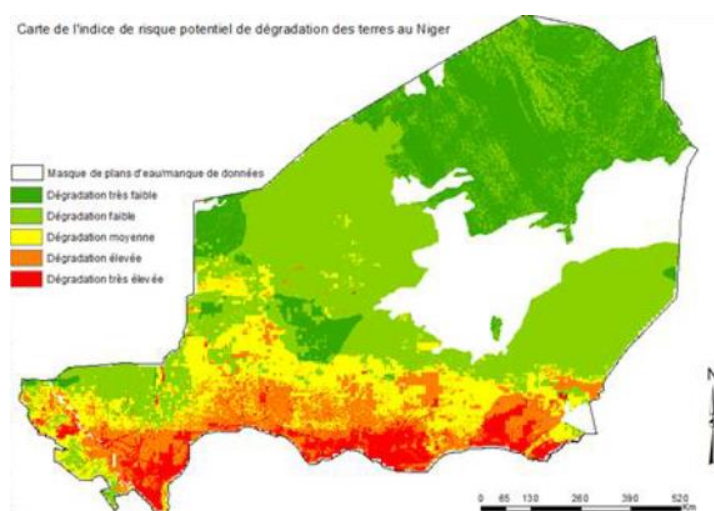 Carte de l'indice de risque potentiel de dégradation des terres au Niger
Masque de plans d'eau/manque de données
Dégradation très faible
Dégradation faible
Dégradation moyenne
Dégradation élevée
Dégradation très élevée
N
0 65 130 260 390 520
Km